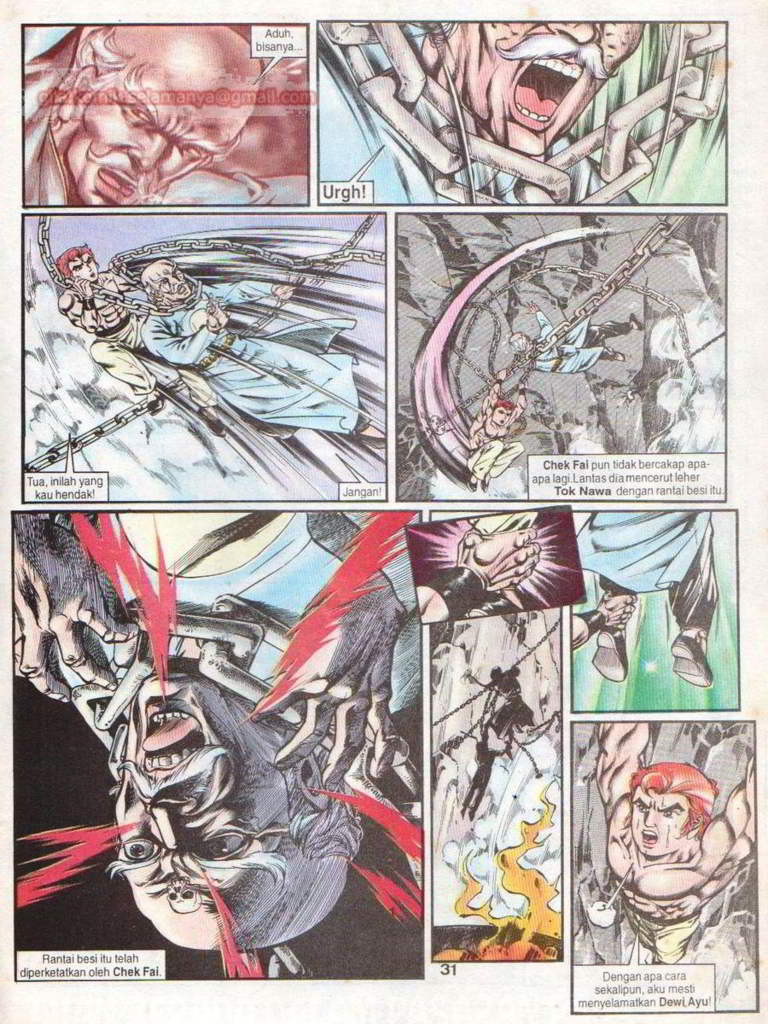 Aduh,
bisanya...
@gmail.com
Urgh!
Tua, inilah yang
kau hendak!
Jangan!
Chek Fai pun tidak bercakap apa-
apa lagi.Lantas dia mencerut leher
Tok Nawa dengan rantai besi itu.
Rantai besi itu telah
diperketatkan oleh Chek Fai.
31
Dengan apa cara
sekalipun, aku mesti
menyelamatkan Dewi Ayu!